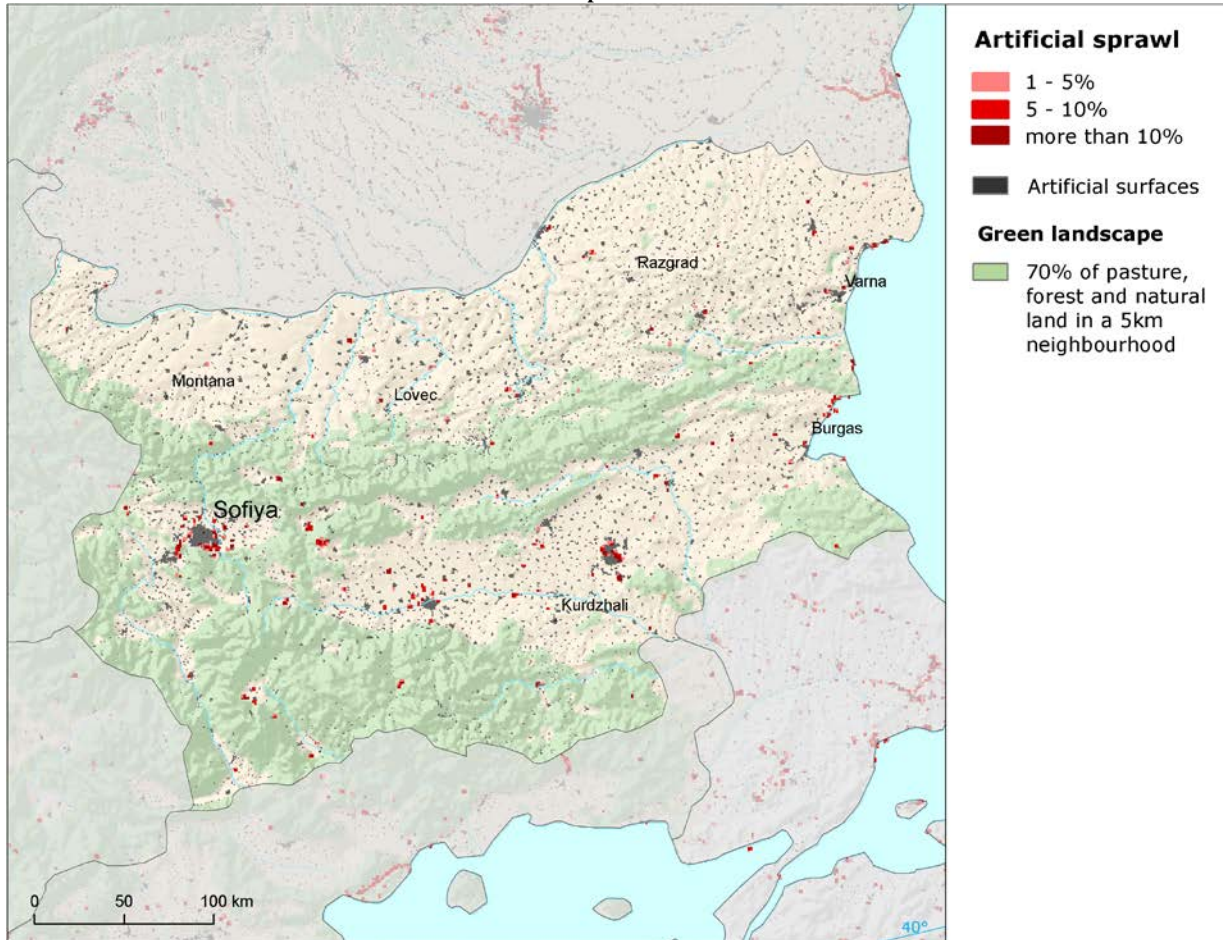 Artificial sprawl
1 - 5%
5 - 10%
more than 10%
Artificial surfaces
Green landscape
70% of pasture,
forest and natural
land in a 5km
neighbourhood
Razgrad
Varna
Montana
Lovec
Burgas
Sofiya
Kurdzhali
0 50 100 km
40°